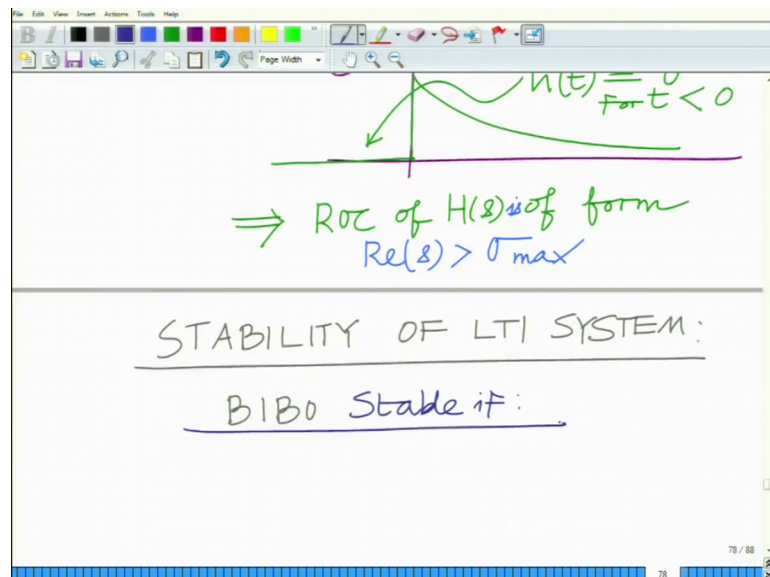 File Edit View Insert Actions Tools Help
B I
Page Width
h(t) = 0
For t < 0
⇒ ROC of H(s) is of form
Re(s) > σmax
STABILITY OF LTI SYSTEM:
BIBO Stable if:
78 / 88
78